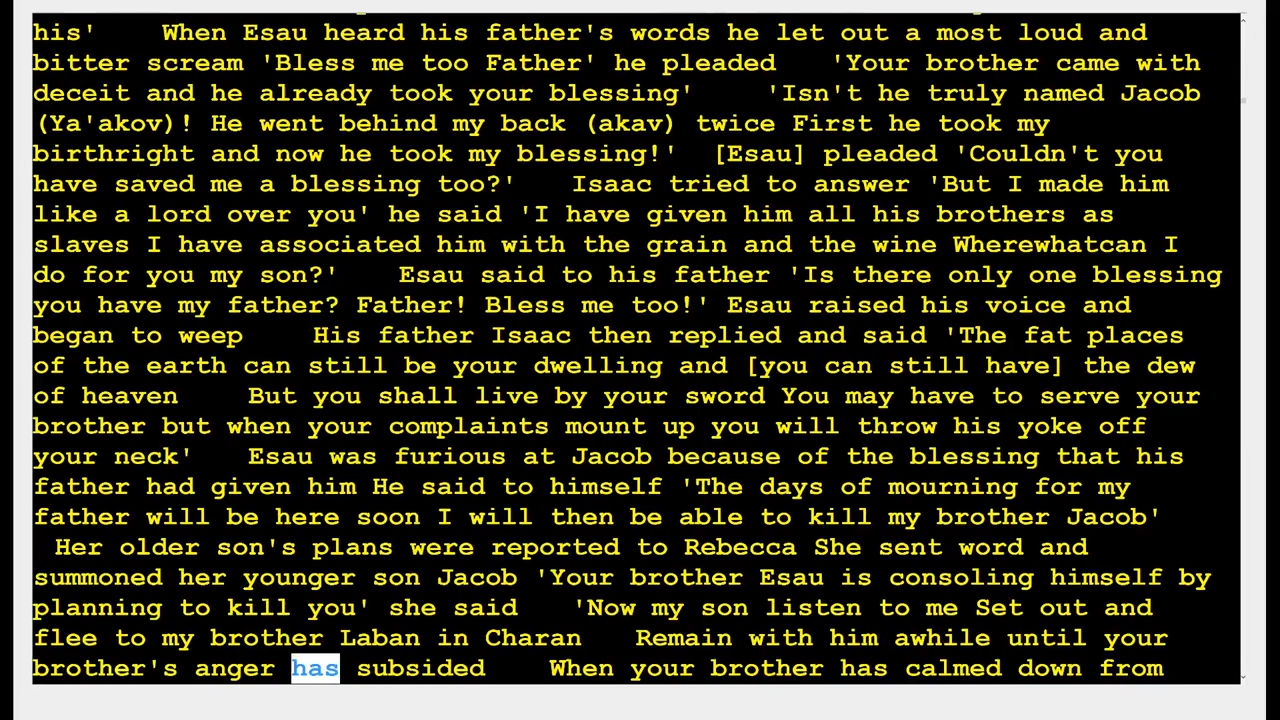 his' When Esau heard his father's words he let out a most loud and
bitter scream 'Bless me too Father' he pleaded 'Your brother came with
deceit and he already took your blessing' 'Isn't he truly named Jacob
(Ya'akov)! He went behind my back (akav) twice First he took my
birthright and now he took my blessing!' [Esau] pleaded 'Couldn't you
have saved me a blessing too?' Isaac tried to answer 'But I made him
like a lord over you' he said 'I have given him all his brothers as
slaves I have associated him with the grain and the wine Wherewhatcan I
do for you my son?' Esau said to his father 'Is there only one blessing
you have my father? Father! Bless me too!' Esau raised his voice and
began to weep His father Isaac then replied and said 'The fat places
of the earth can still be your dwelling and [you can still have] the dew
of heaven But you shall live by your sword You may have to serve your
brother but when your complaints mount up you will throw his yoke off
your neck' Esau was furious at Jacob because of the blessing that his
father had given him He said to himself 'The days of mourning for my
father will be here soon I will then be able to kill my brother Jacob'
Her older son's plans were reported to Rebecca She sent word and
summoned her younger son Jacob 'Your brother Esau is consoling himself by
planning to kill you' she said 'Now my son listen to me Set out and
flee to my brother Laban in Charan Remain with him awhile until your
brother's anger has subsided When your brother has calmed down from